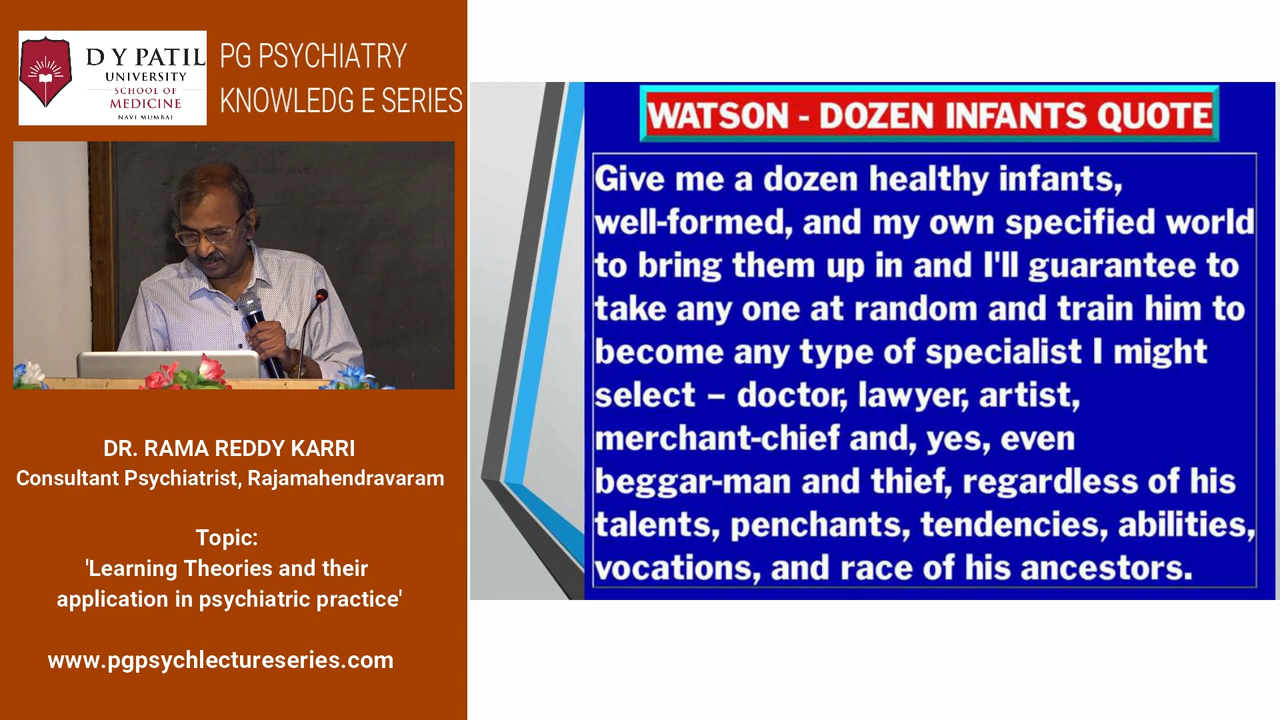 D Y PATIL
UNIVERSITY
SCHOOL OF
MEDICINE
NAVI MUMBAI
PG PSYCHIATRY
KNOWLEDG E SERIES
DR. RAMA REDDY KARRI
Consultant Psychiatrist, Rajamahendravaram
Topic:
'Learning Theories and their
application in psychiatric practice'
www.pgpsychlectureseries.com
WATSON - DOZEN INFANTS QUOTE
Give me a dozen healthy infants,
well-formed, and my own specified world
to bring them up in and I'll guarantee to
take any one at random and train him to
become any type of specialist I might
select – doctor, lawyer, artist,
merchant-chief and, yes, even
beggar-man and thief, regardless of his
talents, penchants, tendencies, abilities,
vocations, and race of his ancestors.